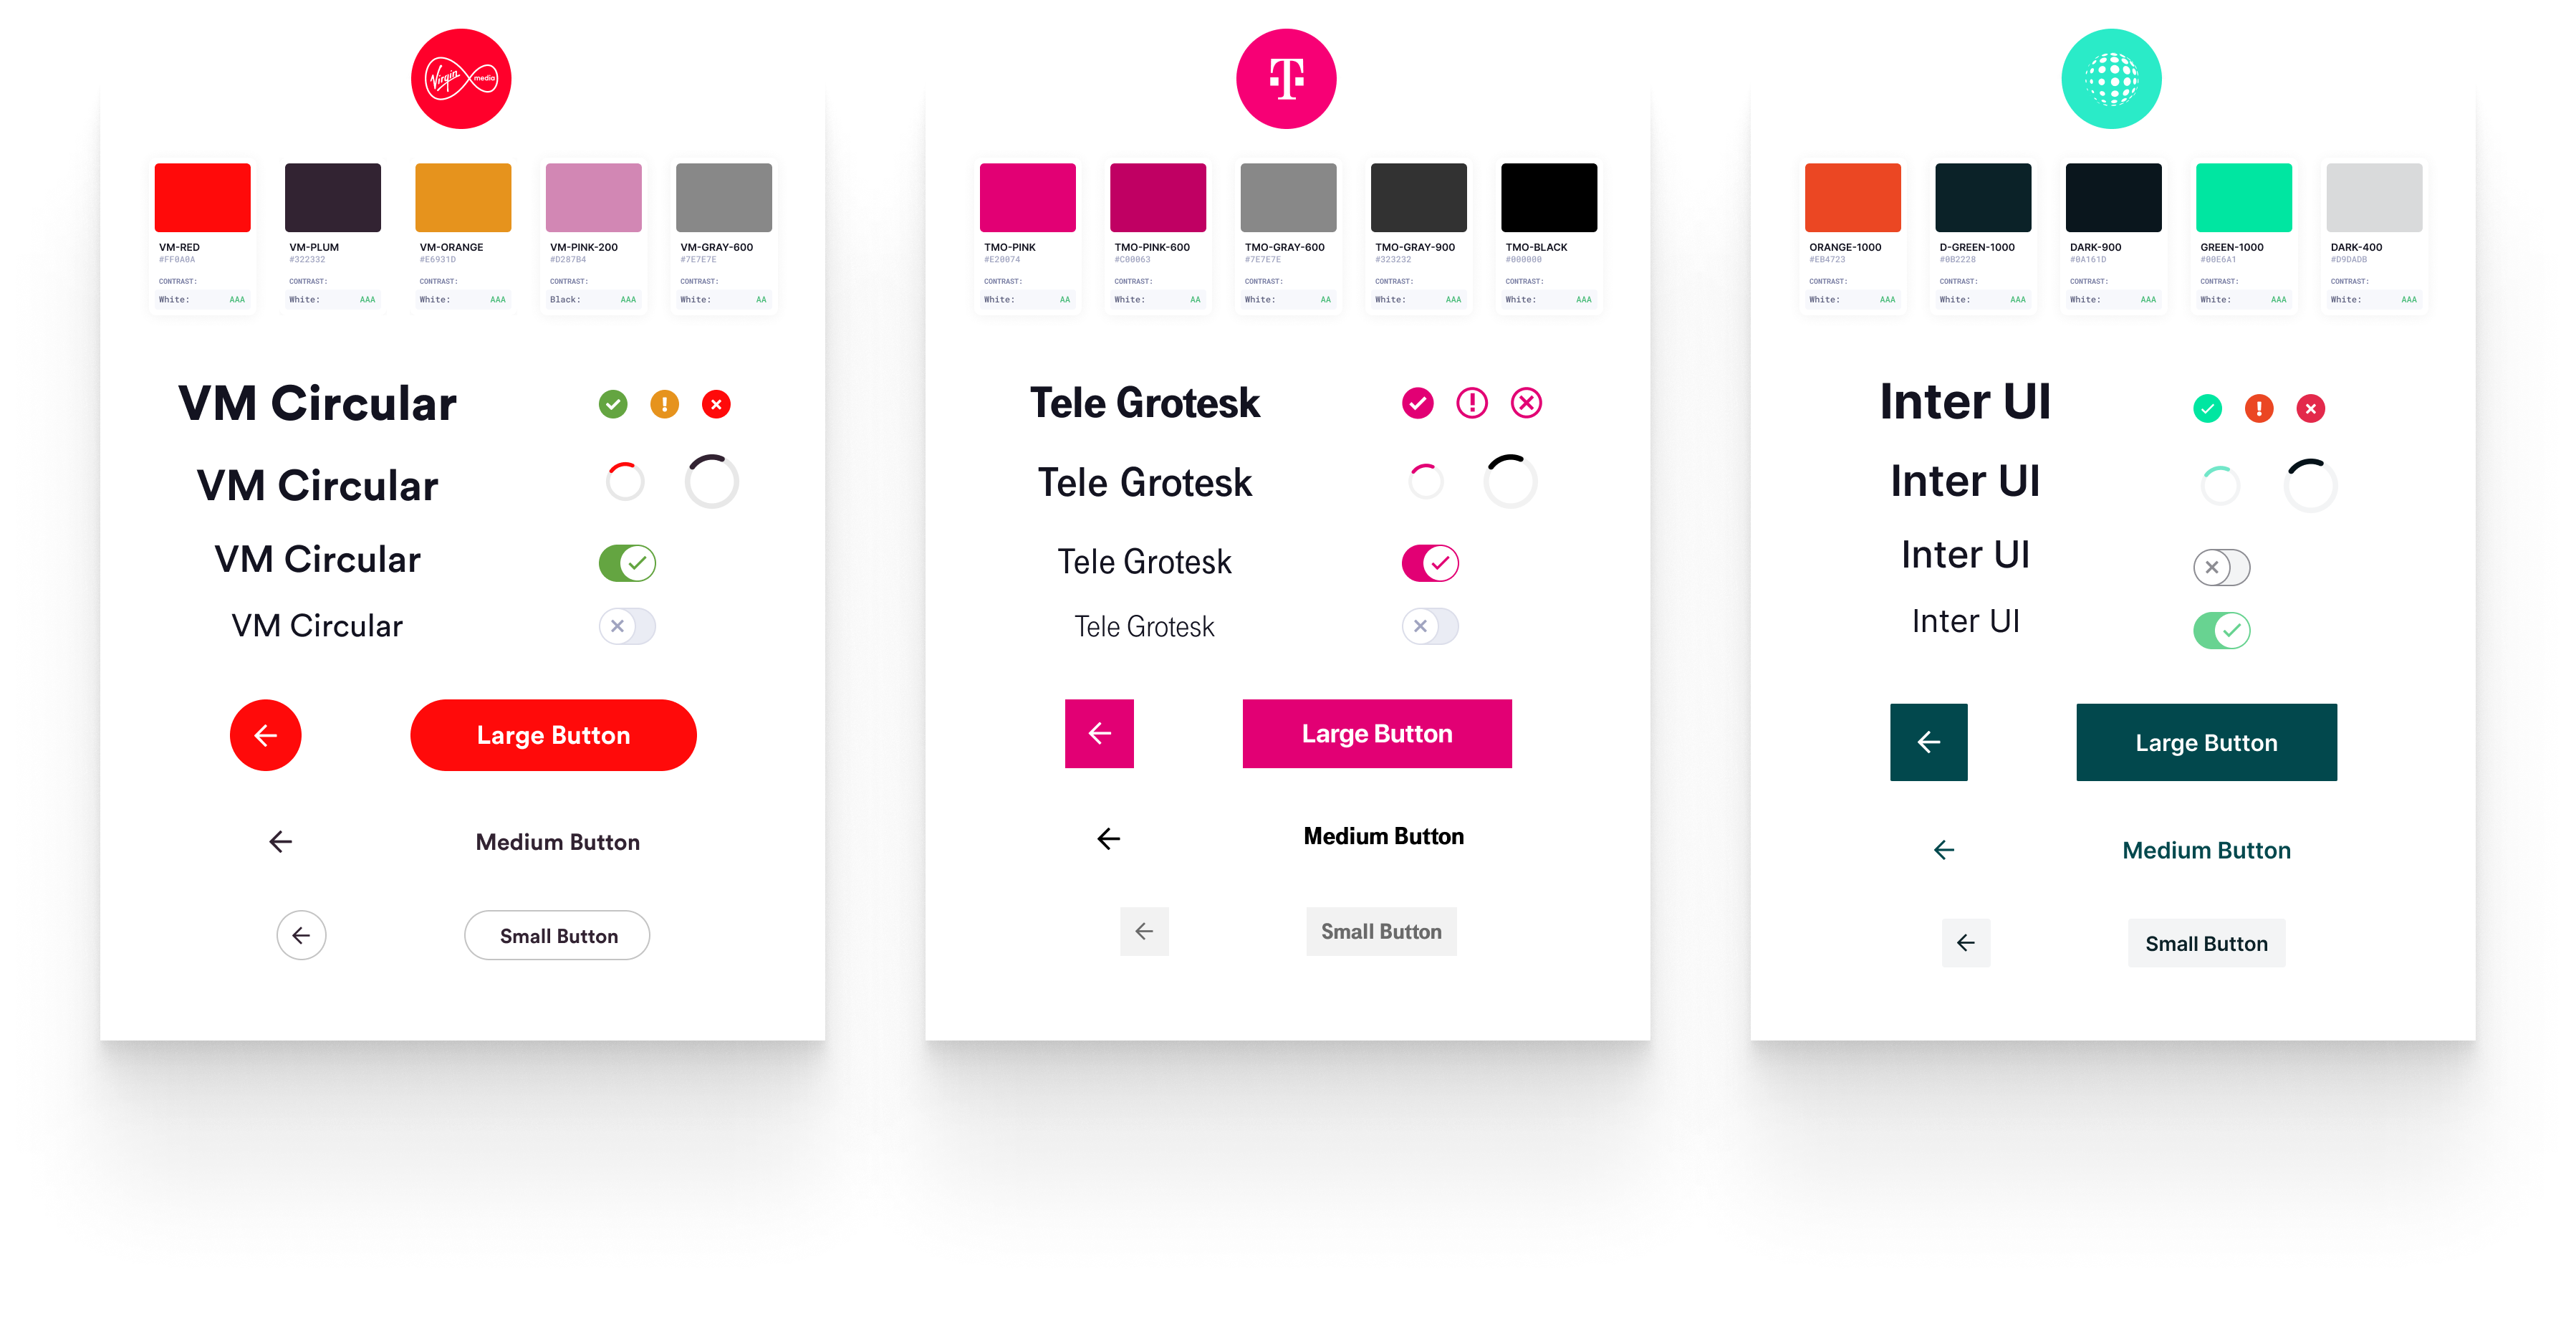 Virgin media
VM-RED
#FF0A0A
CONTRAST:
White: AAA
VM-PLUM
#322332
CONTRAST:
White: AAA
VM-ORANGE
#E6931D
CONTRAST:
White: AAA
VM-PINK-200
#D287B4
CONTRAST:
Black: AAA
VM-GRAY-600
#7E7E7E
CONTRAST:
White: AA
VM Circular
VM Circular
VM Circular
VM Circular
Large Button
Medium Button
Small Button
T
TMO-PINK
#E20074
CONTRAST:
White: AA
TMO-PINK-600
#C00063
CONTRAST:
White: AA
TMO-GRAY-600
#7E7E7E
CONTRAST:
White: AA
TMO-GRAY-900
#323232
CONTRAST:
White: AAA
TMO-BLACK
#000000
CONTRAST:
White: AAA
Tele Grotesk
Tele Grotesk
Tele Grotesk
Tele Grotesk
Large Button
Medium Button
Small Button
ORANGE-1000
#EB4723
CONTRAST:
White: AAA
D-GREEN-1000
#0B2228
CONTRAST:
White: AAA
DARK-900
#0A161D
CONTRAST:
White: AAA
GREEN-1000
#00E6A1
CONTRAST:
White: AAA
DARK-400
#D9DADB
CONTRAST:
White: AAA
Inter UI
Inter UI
Inter UI
Inter UI
Large Button
Medium Button
Small Button